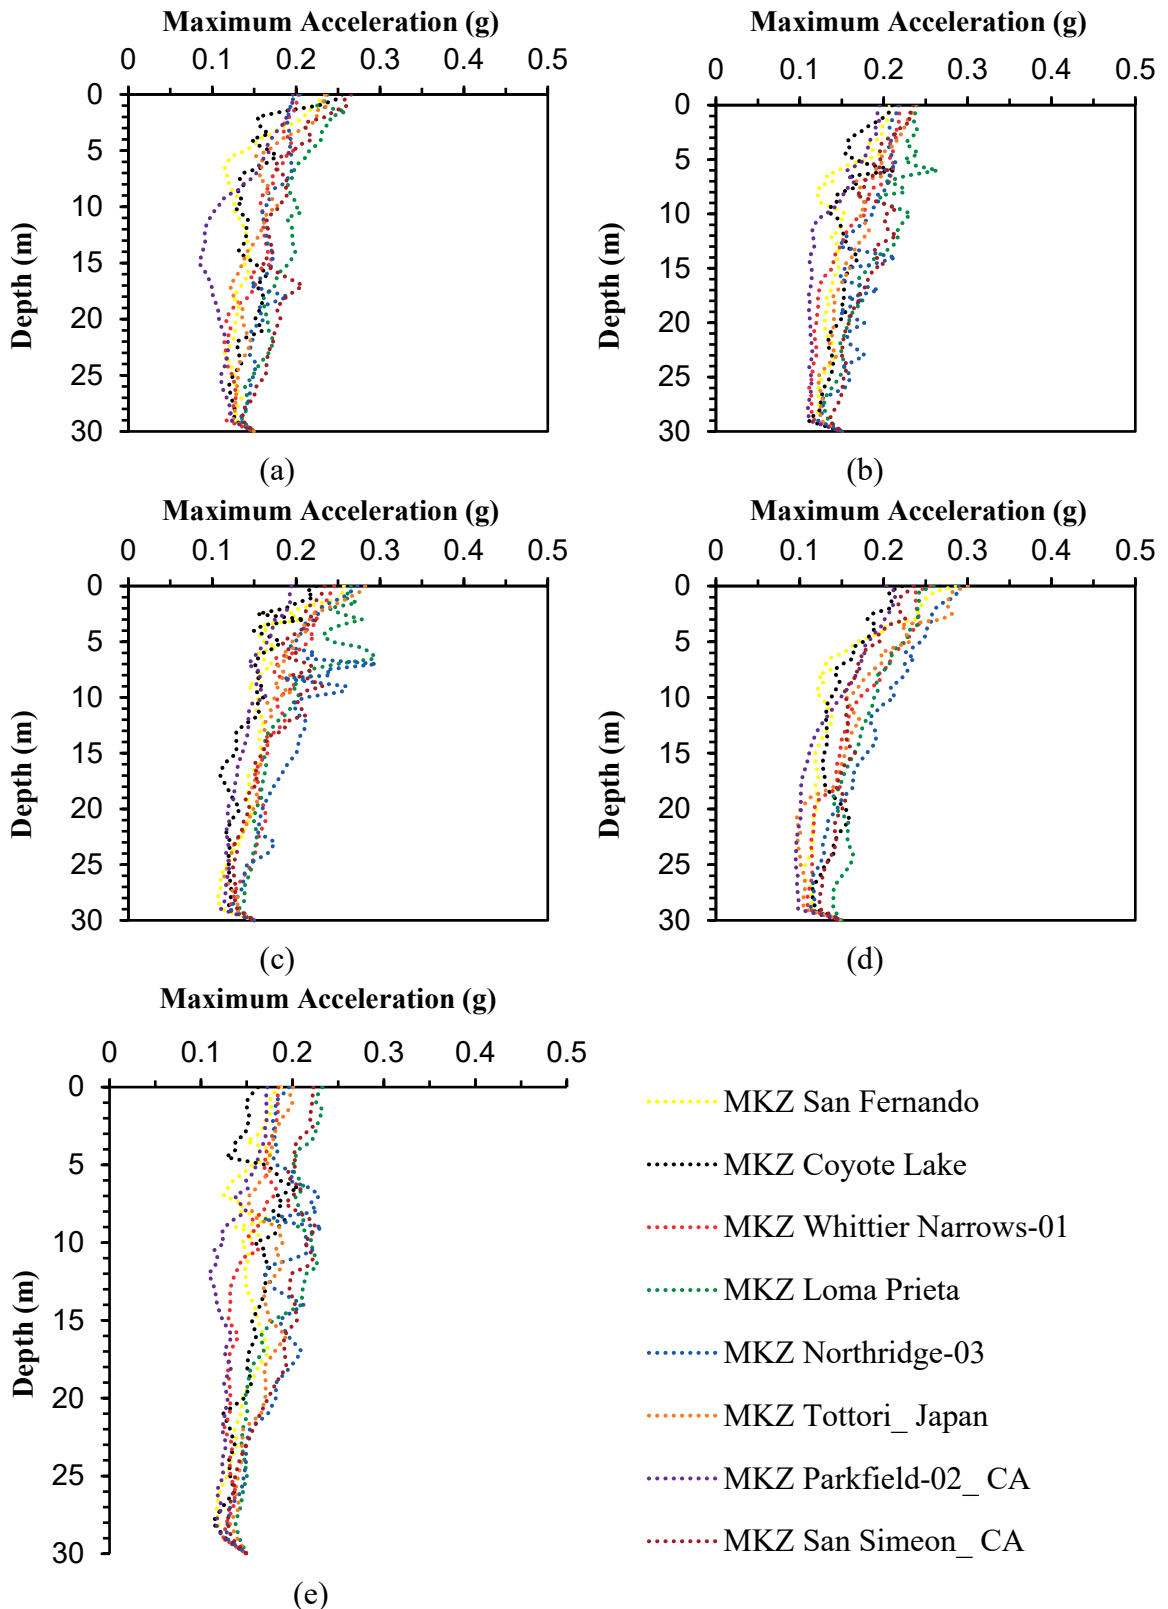 Maximum Acceleration (g)
0 0.1 0.2 0.3 0.4 0.5
0
5
10
15
20
25
30
Depth (m)
(a)
Maximum Acceleration (g)
0 0.1 0.2 0.3 0.4 0.5
0
5
10
15
20
25
30
Depth (m)
(b)
Maximum Acceleration (g)
0 0.1 0.2 0.3 0.4 0.5
0
5
10
15
20
25
30
Depth (m)
(c)
Maximum Acceleration (g)
0 0.1 0.2 0.3 0.4 0.5
0
5
10
15
20
25
30
Depth (m)
(d)
Maximum Acceleration (g)
0 0.1 0.2 0.3 0.4 0.5
0
5
10
15
20
25
30
Depth (m)
(e)
MKZ San Fernando
MKZ Coyote Lake
MKZ Whittier Narrows-01
MKZ Loma Prieta
MKZ Northridge-03
MKZ Tottori_ Japan
MKZ Parkfield-02_ CA
MKZ San Simeon_ CA